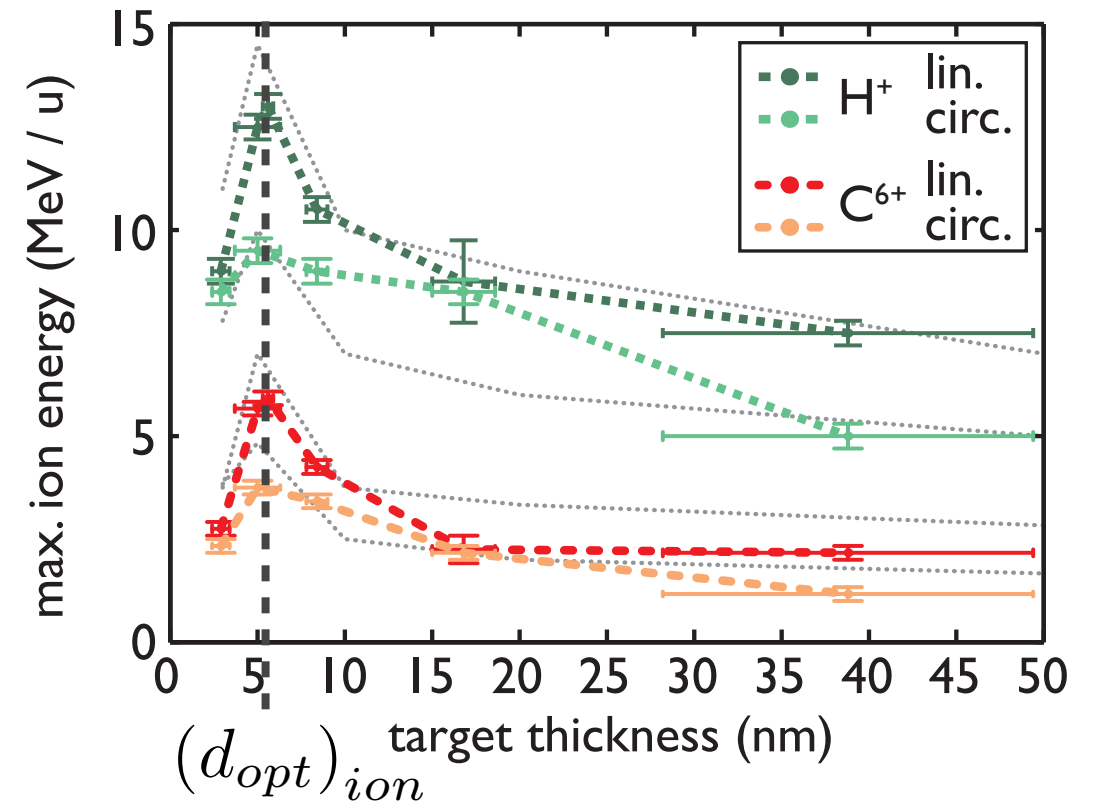 max. ion energy (MeV / u)
15
10
5
0
H⁺ lin.
circ.
C⁶⁺ lin.
circ.
0 5 10 15 20 25 30 35 40 45 50
target thickness (nm)
(d_opt)_ion